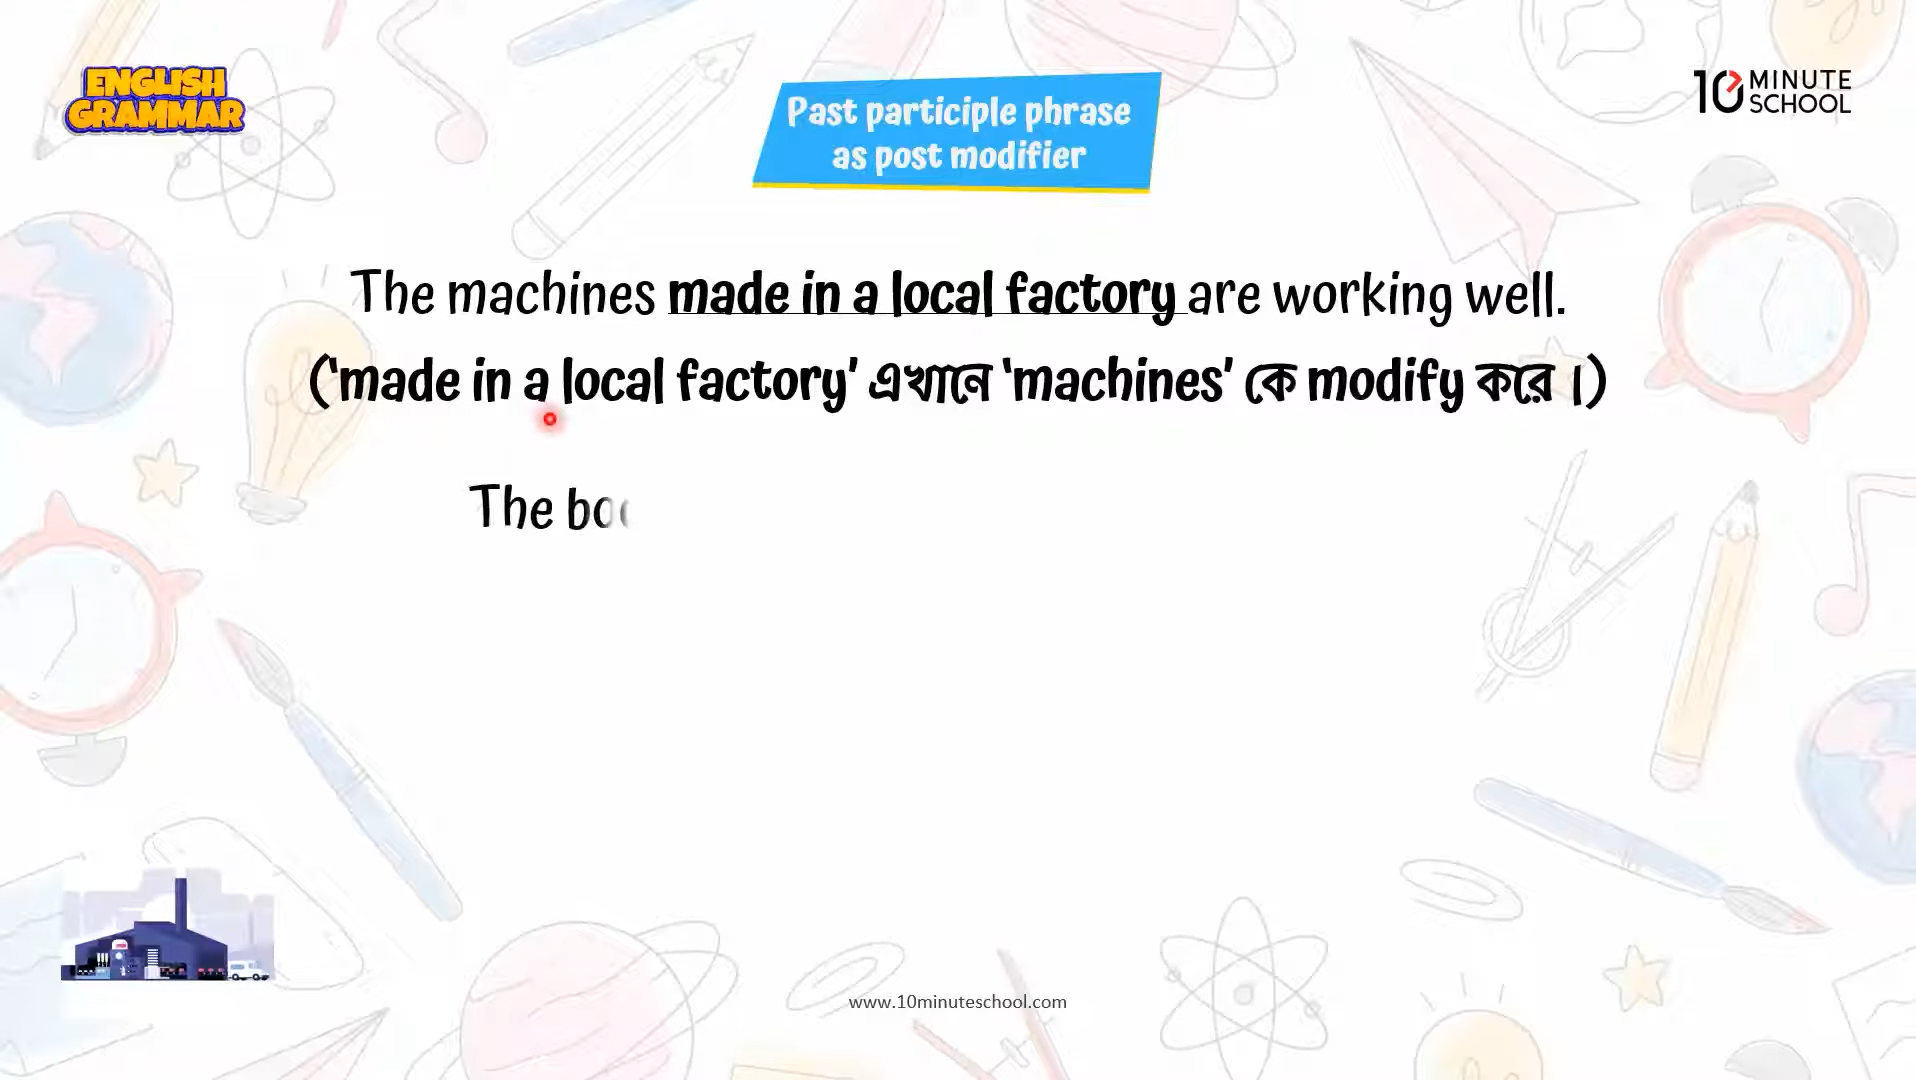 ENGLISH
GRAMMAR
10 MINUTE
SCHOOL
Past participle phrase
as post modifier
The machines made in a local factory are working well.
(‘made in a local factory’ এখানে ‘machines’ কে modify করে ।)
The
www.10minuteschool.com